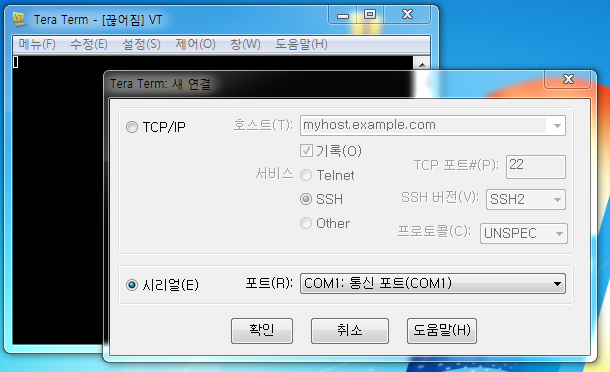 Tera Term - [끊어짐] VT
메뉴(F) 수정(E) 설정(S) 제어(O) 창(W) 도움말(H)
Tera Term: 새 연결
TCP/IP 호스트(T): myhost.example.com
기록(O)
서비스 Telnet TCP 포트#(P): 22
SSH SSH 버전(V): SSH2
Other 프로토콜(C): UNSPEC
시리얼(E) 포트(R): COM1: 통신 포트(COM1)
확인 취소 도움말(H)